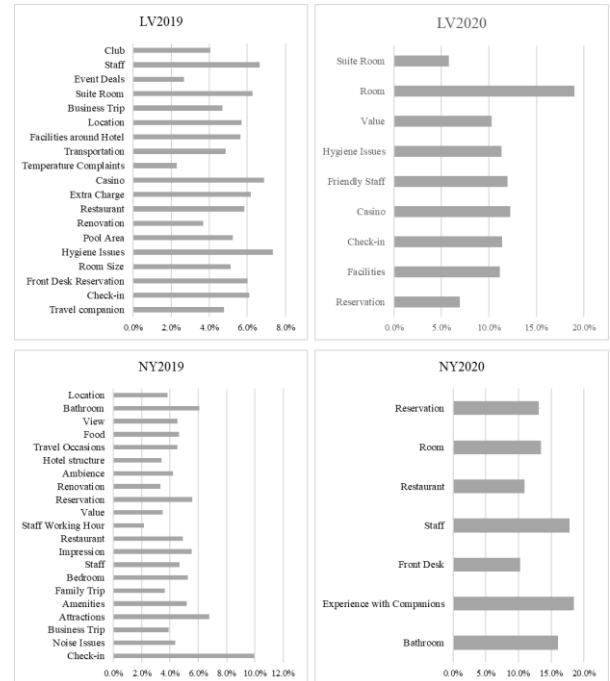 LV2019
Club
Staff
Event Deals
Suite Room
Business Trip
Location
Facilities around Hotel
Transportation
Temperature Complaints
Casino
Extra Charge
Restaurant
Renovation
Pool Area
Hygiene Issues
Room Size
Front Desk Reservation
Check-in
Travel companion
0.0% 2.0% 4.0% 6.0% 8.0%
LV2020
Suite Room
Room
Value
Hygiene Issues
Friendly Staff
Casino
Check-in
Facilities
Reservation
0.0% 5.0% 10.0% 15.0% 20.0%
NY2019
Location
Bathroom
View
Food
Travel Occasions
Hotel structure
Ambience
Renovation
Reservation
Value
Staff Working Hour
Restaurant
Impression
Staff
Bedroom
Family Trip
Amenities
Attractions
Business Trip
Noise Issues
Check-in
0.0% 2.0% 4.0% 6.0% 8.0% 10.0% 12.0%
NY2020
Reservation
Room
Restaurant
Staff
Front Desk
Experience with Companions
Bathroom
0.0% 5.0% 10.0% 15.0% 20.0%